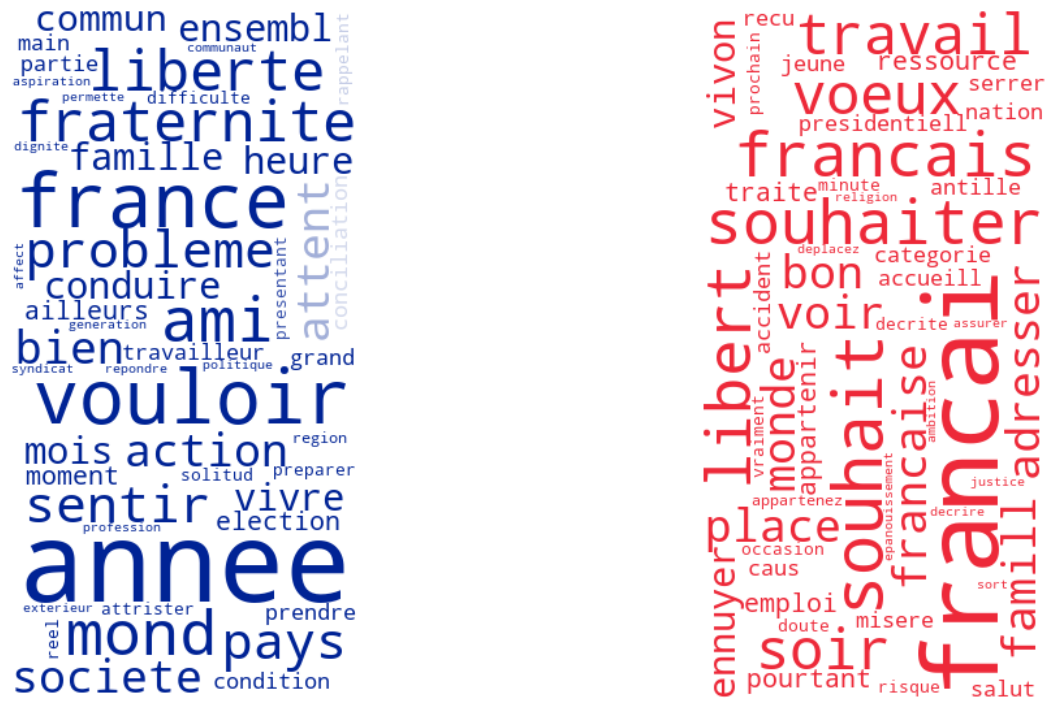 commun
ensembl
main
communaut
rappelant
partie
liberte
aspiration
permette
difficulte
fraternite
dignite
famille
heure
france
attent
conciliation
probleme
affect
presentant
conduire
ailleurs
ami
generation
bien
travailleur
grand
syndicat
repondre
politique
vouloir
mois
action
region
moment
solitud
preparer
sentir
vivre
profession
election
annee
exterieur
attrister
prendre
reel
mond
pays
societe
condition
recu
travail
vivon
prochain
jeune
ressource
voeux
serrer
nation
presidentiell
francais
traite
minute
religion
antille
souhaiter
deplacez
categorie
accident
bon
accueill
libert
voir
decrite
assurer
francai
adresser
monde
appartenir
souhait
francaise
ambition
vraiment
justice
appartenez
epanouissement
decrire
place
occasion
caus
famill
sort
ennuyer
emploi
doute
misere
soir
pourtant
risque
salut